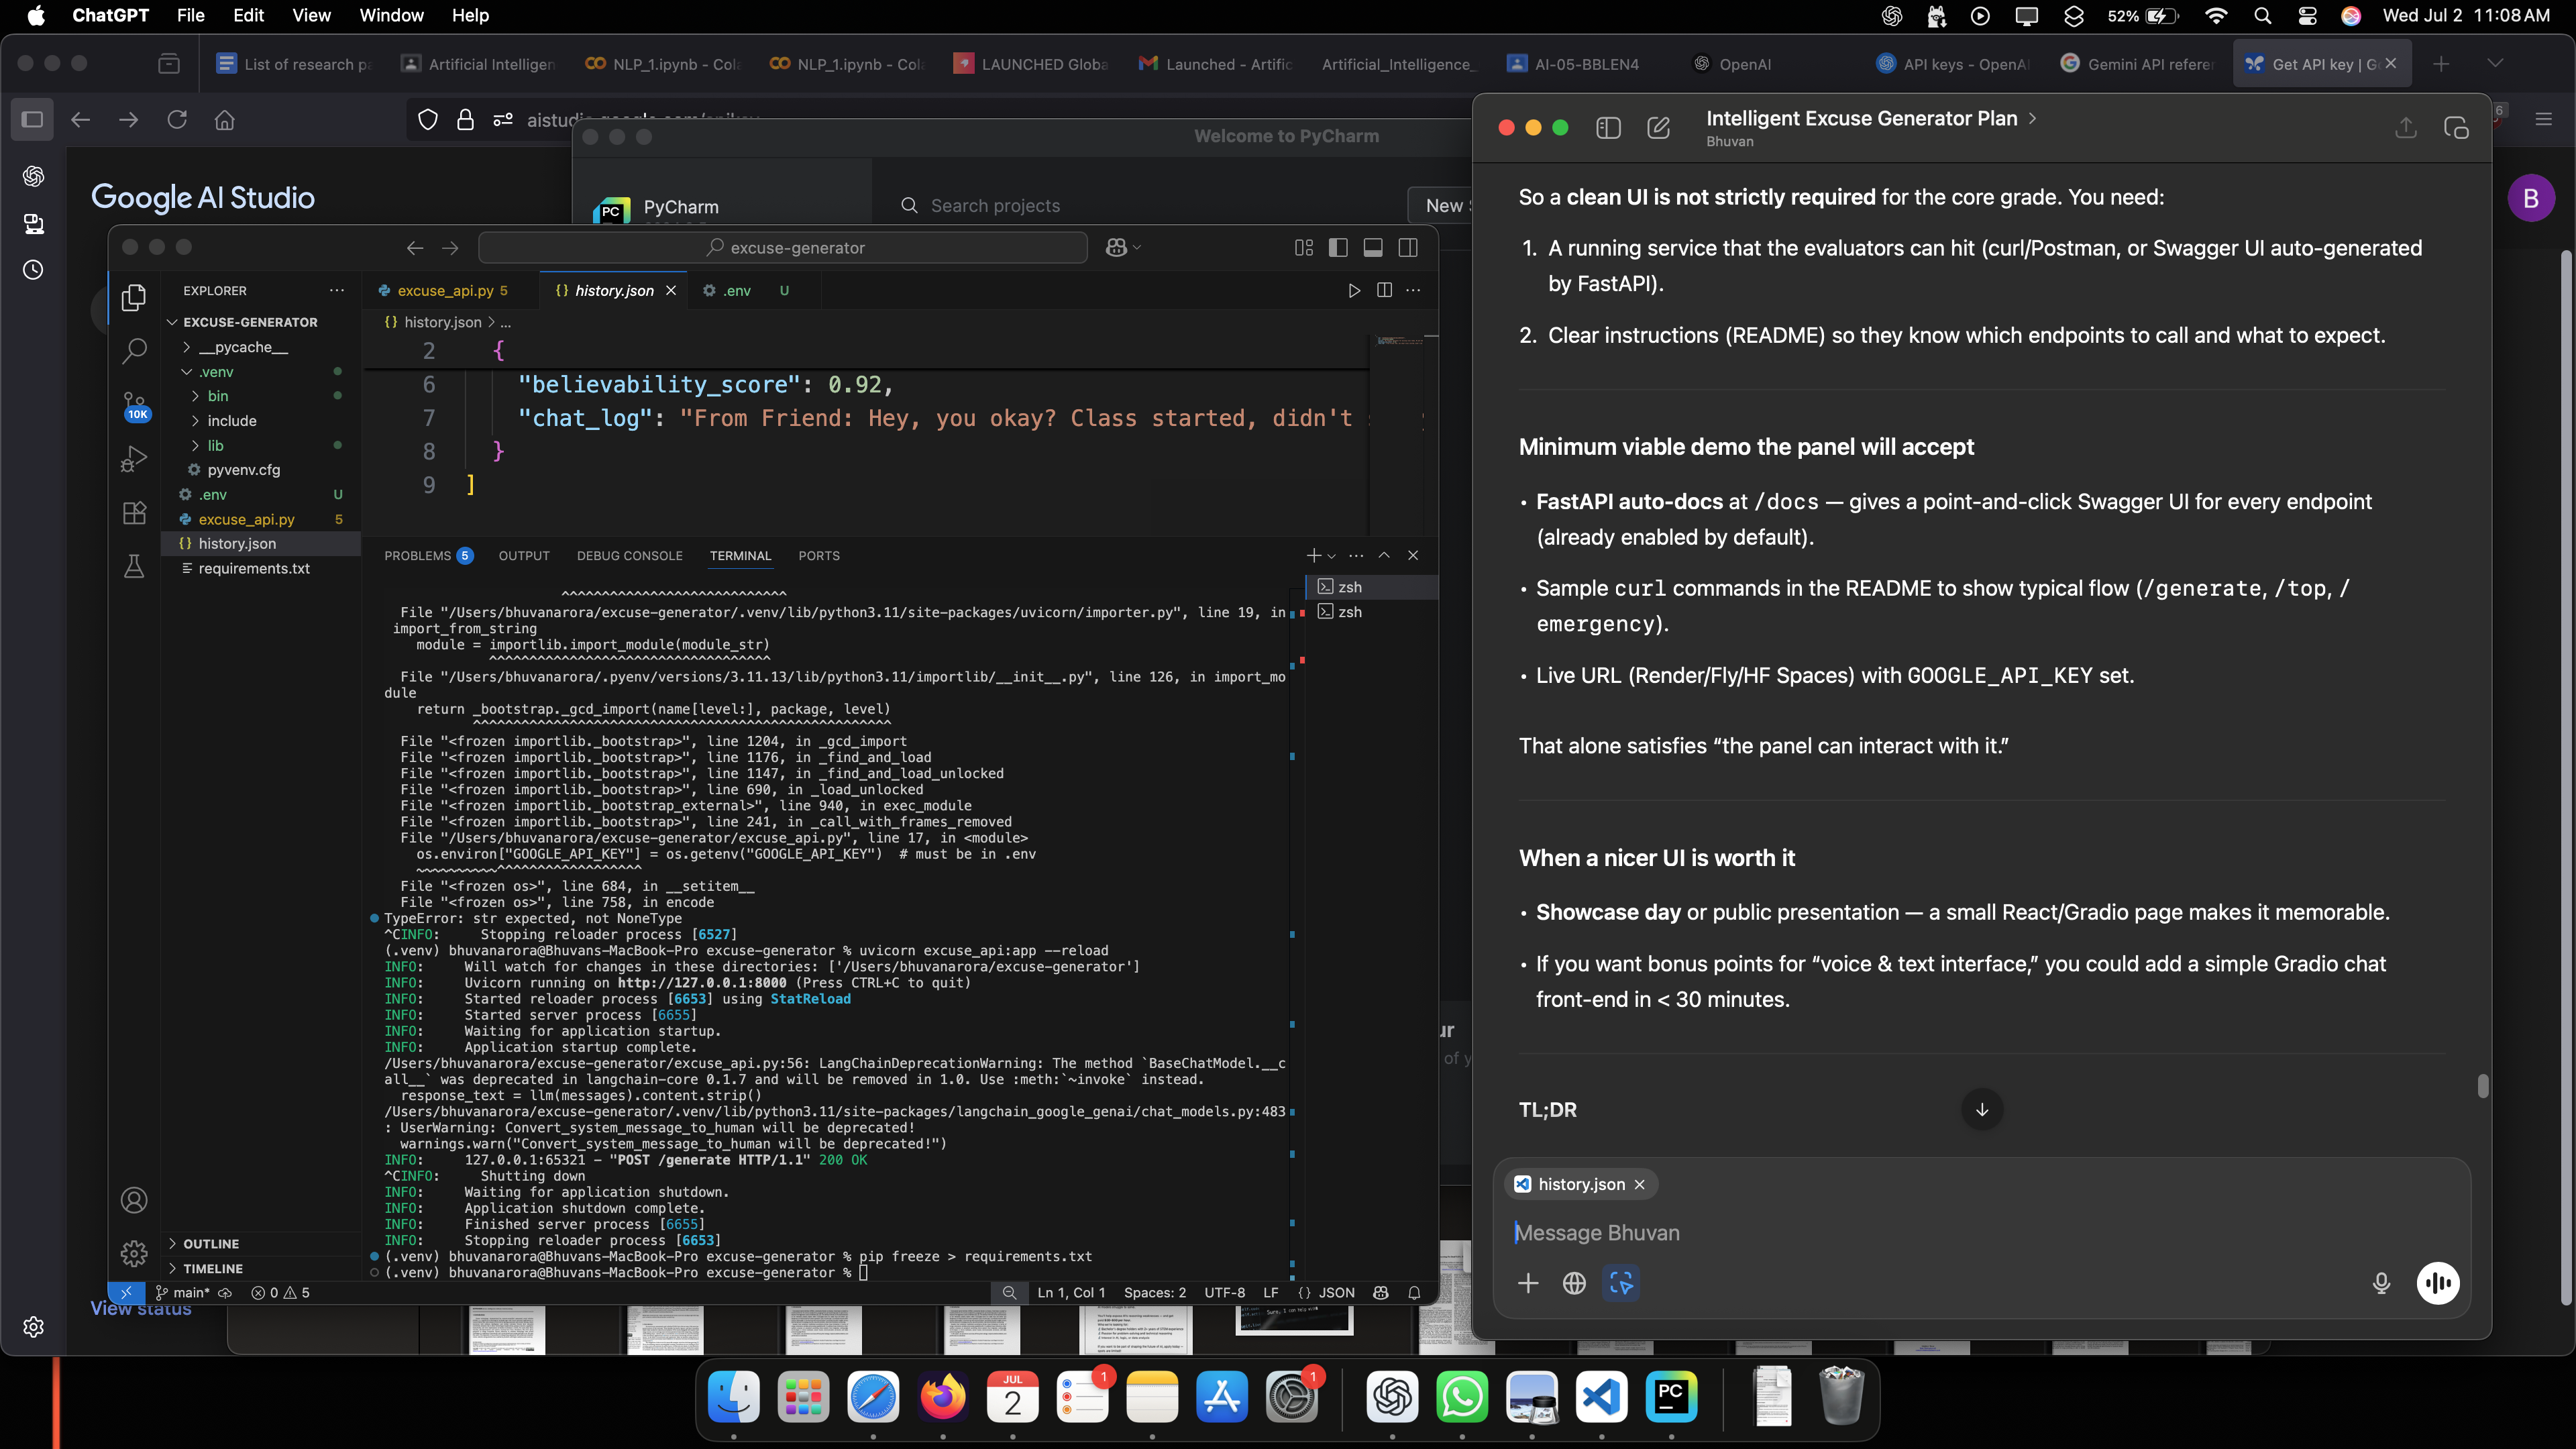 ChatGPT File Edit View Window Help
52% Wed Jul 2 11:08 AM
List of research pa
Artificial Intelligen
NLP_1.ipynb - Cola
NLP_1.ipynb - Cola
LAUNCHED Globa
Launched - Artific
Artificial_Intelligence_
AI-05-BBLEN4
OpenAI
API keys - OpenAI
Gemini API referen
Get API key | G
Google AI Studio
B
6
View status
Welcome to PyCharm
PC PyCharm
Search projects
New
ur
of y
excuse-generator
EXPLORER
EXCUSE-GENERATOR
__pycache__
.venv
bin
include
lib
pyvenv.cfg
.env U
excuse_api.py 5
history.json
requirements.txt
10K
OUTLINE
TIMELINE
excuse_api.py 5
{} history.json
.env U
{} history.json > ...
2 {
6 "believability_score": 0.92,
7 "chat_log": "From Friend: Hey, you okay? Class started, didn't
8 }
9 ]
PROBLEMS 5 OUTPUT DEBUG CONSOLE TERMINAL PORTS
zsh
zsh
^^^^^^^^^^^^^^^^^^^^^^^^^^^^
File "/Users/bhuvanarora/excuse-generator/.venv/lib/python3.11/site-packages/uvicorn/importer.py", line 19, in
import_from_string
module = importlib.import_module(module_str)
^^^^^^^^^^^^^^^^^^^^^^^^^^^^^^^^^^^
File "/Users/bhuvanarora/.pyenv/versions/3.11.13/lib/python3.11/importlib/__init__.py", line 126, in import_mo
dule
return _bootstrap._gcd_import(name[level:], package, level)
^^^^^^^^^^^^^^^^^^^^^^^^^^^^^^^^^^^^^^^^^^^^^^^^^^^^
File "<frozen importlib._bootstrap>", line 1204, in _gcd_import
File "<frozen importlib._bootstrap>", line 1176, in _find_and_load
File "<frozen importlib._bootstrap>", line 1147, in _find_and_load_unlocked
File "<frozen importlib._bootstrap>", line 690, in _load_unlocked
File "<frozen importlib._bootstrap_external>", line 940, in exec_module
File "<frozen importlib._bootstrap>", line 241, in _call_with_frames_removed
File "/Users/bhuvanarora/excuse-generator/excuse_api.py", line 17, in <module>
os.environ["GOOGLE_API_KEY"] = os.getenv("GOOGLE_API_KEY") # must be in .env
~~~~~~~~~~^^^^^^^^^^^^^^^^^^
File "<frozen os>", line 684, in __setitem__
File "<frozen os>", line 758, in encode
TypeError: str expected, not NoneType
^CINFO: Stopping reloader process [6527]
(.venv) bhuvanarora@Bhuvans-MacBook-Pro excuse-generator % uvicorn excuse_api:app --reload
INFO: Will watch for changes in these directories: ['/Users/bhuvanarora/excuse-generator']
INFO: Uvicorn running on http://127.0.0.1:8000 (Press CTRL+C to quit)
INFO: Started reloader process [6653] using StatReload
INFO: Started server process [6655]
INFO: Waiting for application startup.
INFO: Application startup complete.
/Users/bhuvanarora/excuse-generator/excuse_api.py:56: LangChainDeprecationWarning: The method `BaseChatModel.__c
all__` was deprecated in langchain-core 0.1.7 and will be removed in 1.0. Use :meth:`~invoke` instead.
response_text = llm(messages).content.strip()
/Users/bhuvanarora/excuse-generator/.venv/lib/python3.11/site-packages/langchain_google_genai/chat_models.py:483
: UserWarning: Convert_system_message_to_human will be deprecated!
warnings.warn("Convert_system_message_to_human will be deprecated!")
INFO: 127.0.0.1:65321 - "POST /generate HTTP/1.1" 200 OK
^CINFO: Shutting down
INFO: Waiting for application shutdown.
INFO: Application shutdown complete.
INFO: Finished server process [6655]
INFO: Stopping reloader process [6653]
(.venv) bhuvanarora@Bhuvans-MacBook-Pro excuse-generator % pip freeze > requirements.txt
(.venv) bhuvanarora@Bhuvans-MacBook-Pro excuse-generator %
main* 0 5 Ln 1, Col 1 Spaces: 2 UTF-8 LF {} JSON
Intelligent Excuse Generator Plan >
Bhuvan
So a clean UI is not strictly required for the core grade. You need:
1. A running service that the evaluators can hit (curl/Postman, or Swagger UI auto-generated
by FastAPI).
2. Clear instructions (README) so they know which endpoints to call and what to expect.
Minimum viable demo the panel will accept
• FastAPI auto-docs at /docs — gives a point-and-click Swagger UI for every endpoint
(already enabled by default).
• Sample curl commands in the README to show typical flow (/generate, /top, /
emergency).
• Live URL (Render/Fly/HF Spaces) with GOOGLE_API_KEY set.
That alone satisfies “the panel can interact with it.”
When a nicer UI is worth it
• Showcase day or public presentation — a small React/Gradio page makes it memorable.
• If you want bonus points for “voice & text interface,” you could add a simple Gradio chat
front-end in < 30 minutes.
TL;DR
history.json
Message Bhuvan
JUL
2
1
1
PC